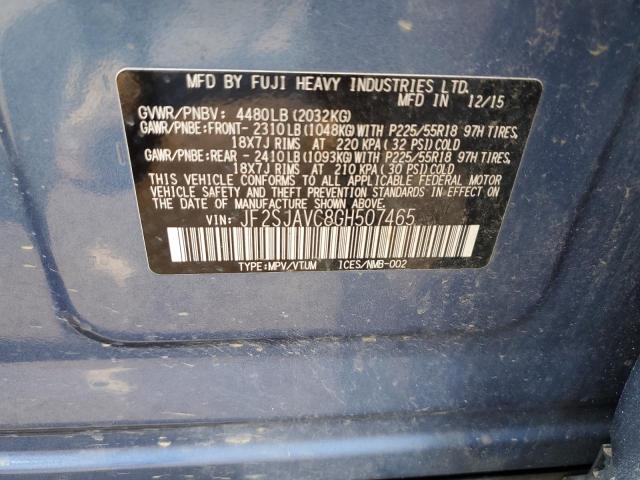 MFD BY FUJI HEAVY INDUSTRIES LTD.
MFD IN 12/15
GVWR/PNBV: 4480LB (2032KG)
GAWR/PNBE:FRONT- 2310LB (1048KG) WITH P225/55R18 97H TIRES,
18X7J RIMS AT 220 KPA ( 32 PSI) COLD
GAWR/PNBE:REAR - 2410LB (1093KG) WITH P225/55R18 97H TIRES,
18X7J RIMS AT 210 KPA ( 30 PSI) COLD
THIS VEHICLE CONFORMS TO ALL APPLICABLE FEDERAL MOTOR
VEHICLE SAFETY AND THEFT PREVENTION STANDARDS IN EFFECT ON
THE DATE OF MANUFACTURE SHOWN ABOVE.
VIN: JF2SJAVC8GH507465
TYPE:MPV/VTUM ICES/NMB-002